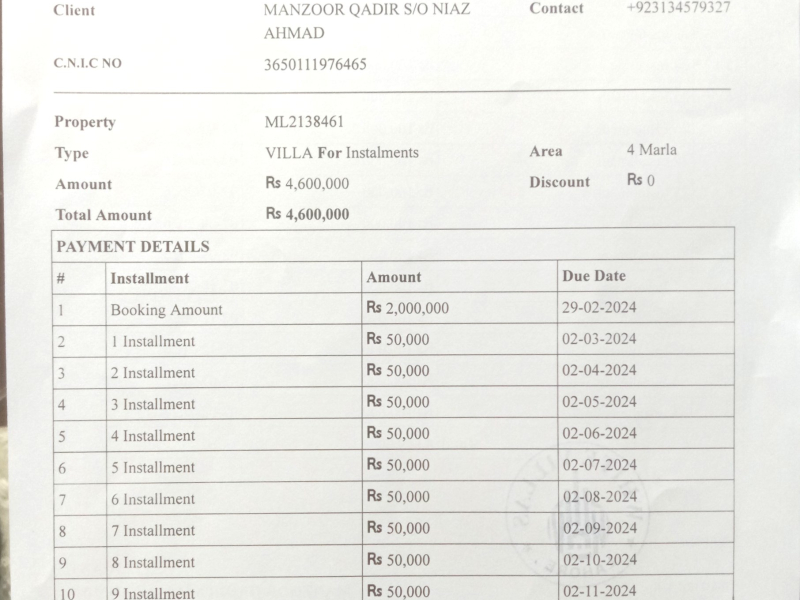 Client MANZOOR QADIR S/O NIAZ Contact +923134579327
AHMAD
C.N.I.C NO 3650111976465
Property ML2138461
Type VILLA For Instalments Area 4 Marla
Amount Rs 4,600,000 Discount Rs 0
Total Amount Rs 4,600,000
PAYMENT DETAILS
# Installment Amount Due Date
1 Booking Amount Rs 2,000,000 29-02-2024
2 1 Installment Rs 50,000 02-03-2024
3 2 Installment Rs 50,000 02-04-2024
4 3 Installment Rs 50,000 02-05-2024
5 4 Installment Rs 50,000 02-06-2024
6 5 Installment Rs 50,000 02-07-2024
7 6 Installment Rs 50,000 02-08-2024
8 7 Installment Rs 50,000 02-09-2024
9 8 Installment Rs 50,000 02-10-2024
10 9 Installment Rs 50,000 02-11-2024